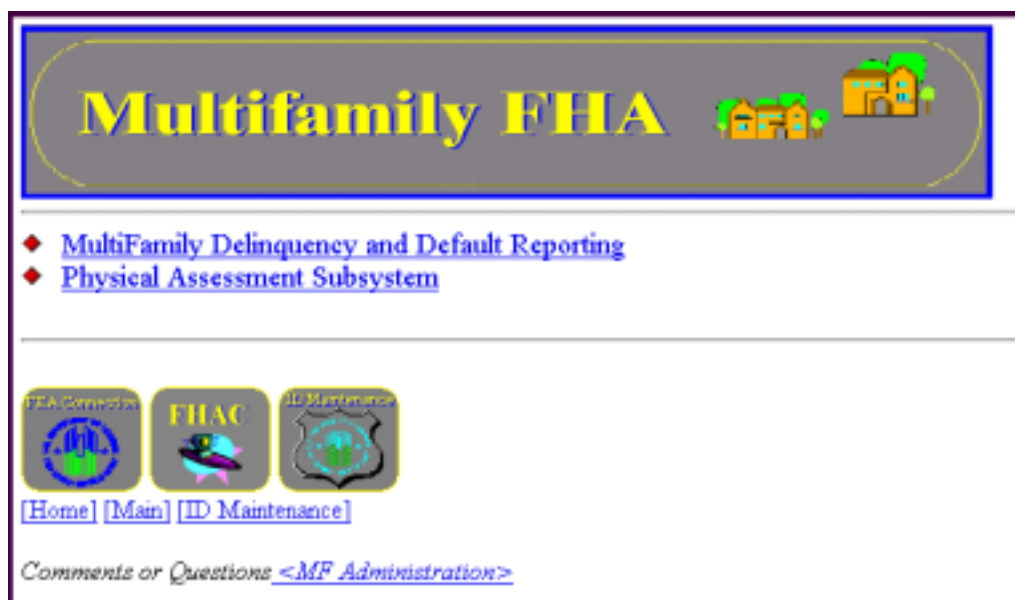 Multifamily FHA
MultiFamily Delinquency and Default Reporting
Physical Assessment Subsystem
FHA Connection FHAC ID Maintenance
[Home] [Main] [ID Maintenance]
Comments or Questions <MF Administration>